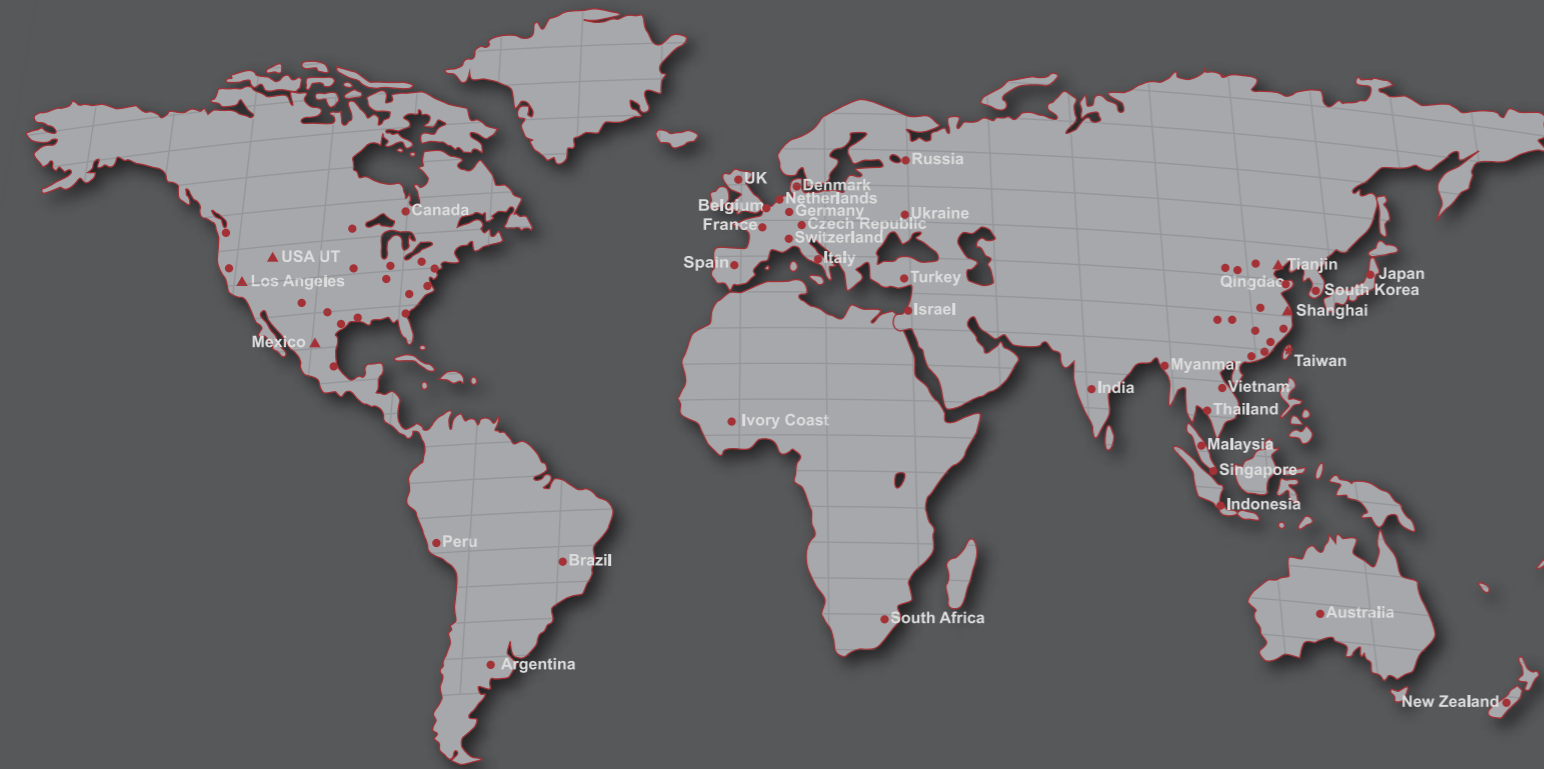 Russia
UK
Denmark
Netherlands
Belgium
Germany
Canada
Ukraine
France
Czech Republic
Switzerland
USA UT
Italy
Spain
Tianjin
Turkey
Japan
Los Angeles
Qingdao
South Korea
Israel
Shanghai
Mexico
Taiwan
Myanmar
India
Vietnam
Thailand
Ivory Coast
Malaysia
Singapore
Indonesia
Peru
Brazil
Australia
South Africa
Argentina
New Zealand